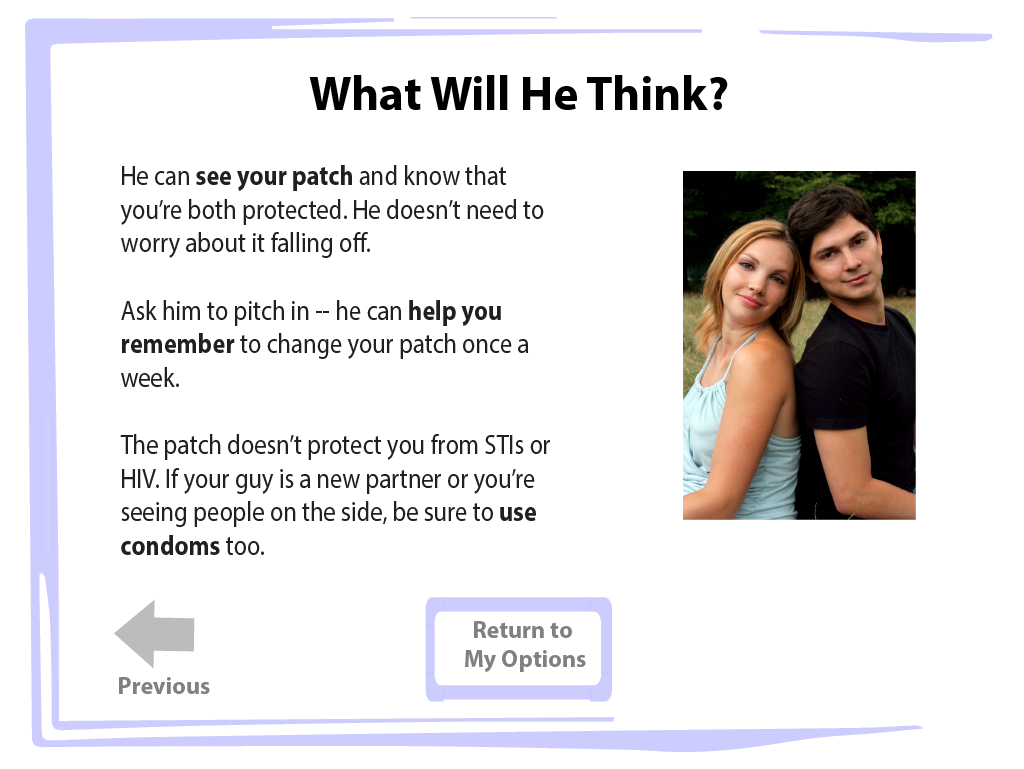 What Will He Think?
He can see your patch and know that
you’re both protected. He doesn’t need to
worry about it falling off.
Ask him to pitch in -- he can help you
remember to change your patch once a
week.
The patch doesn’t protect you from STIs or
HIV. If your guy is a new partner or you’re
seeing people on the side, be sure to use
condoms too.
Previous
Return to
My Options